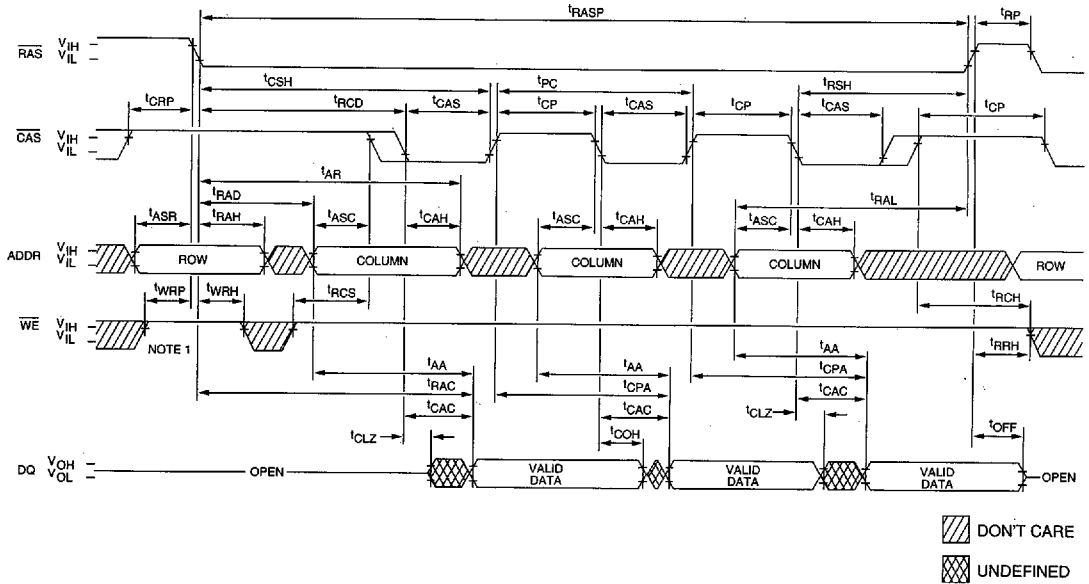 tRASP tRP
RAS VIH
VIL
tCSH tPC tRSH
tCRP tRCD tCAS tCP tCAS tCP tCAS tCP
CAS VIH
VIL
tAR
tRAD tRAL
tASR tRAH tASC tCAH tASC tCAH tASC tCAH
ADDR VIH
VIL
ROW COLUMN COLUMN COLUMN ROW
tWRP tWRH tRCS tRCH
WE VIH
VIL
NOTE 1 tRRH
tAA tAA tAA
tRAC tCPA tCPA
tCAC tCAC tCAC
tCLZ tCOH tCLZ tOFF
DQ VOH
VOL
OPEN VALID DATA VALID DATA VALID DATA OPEN
DON'T CARE
UNDEFINED